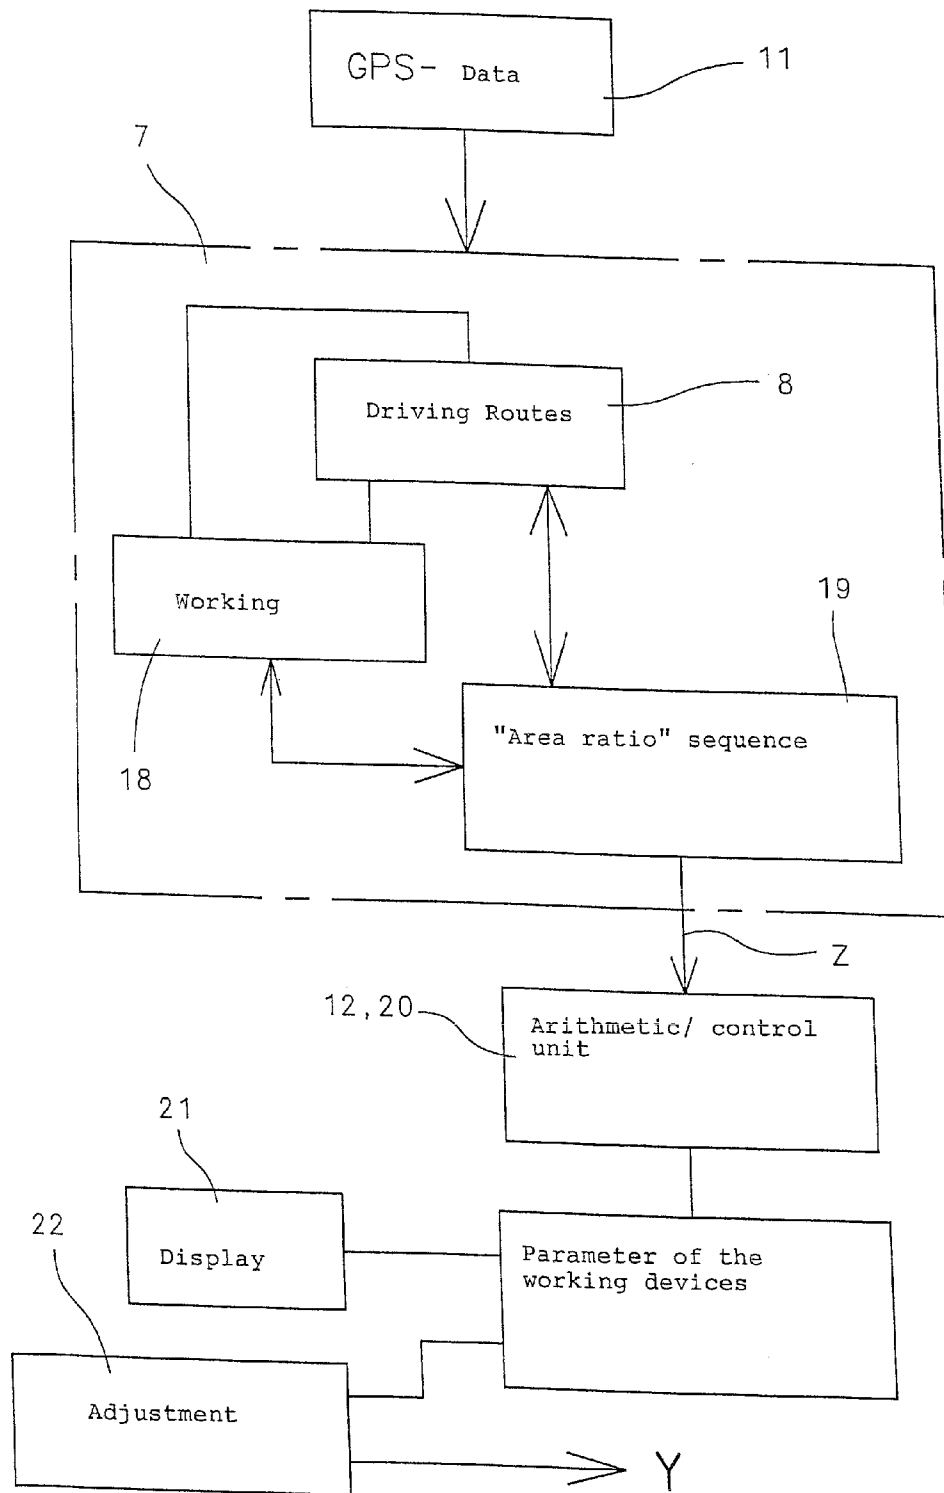 GPS- Data
11
7
Driving Routes
8
Working
18
19
"Area ratio" sequence
Z
12,20
Arithmetic/ control
unit
21
Display
Parameter of the
working devices
22
Adjustment
Y